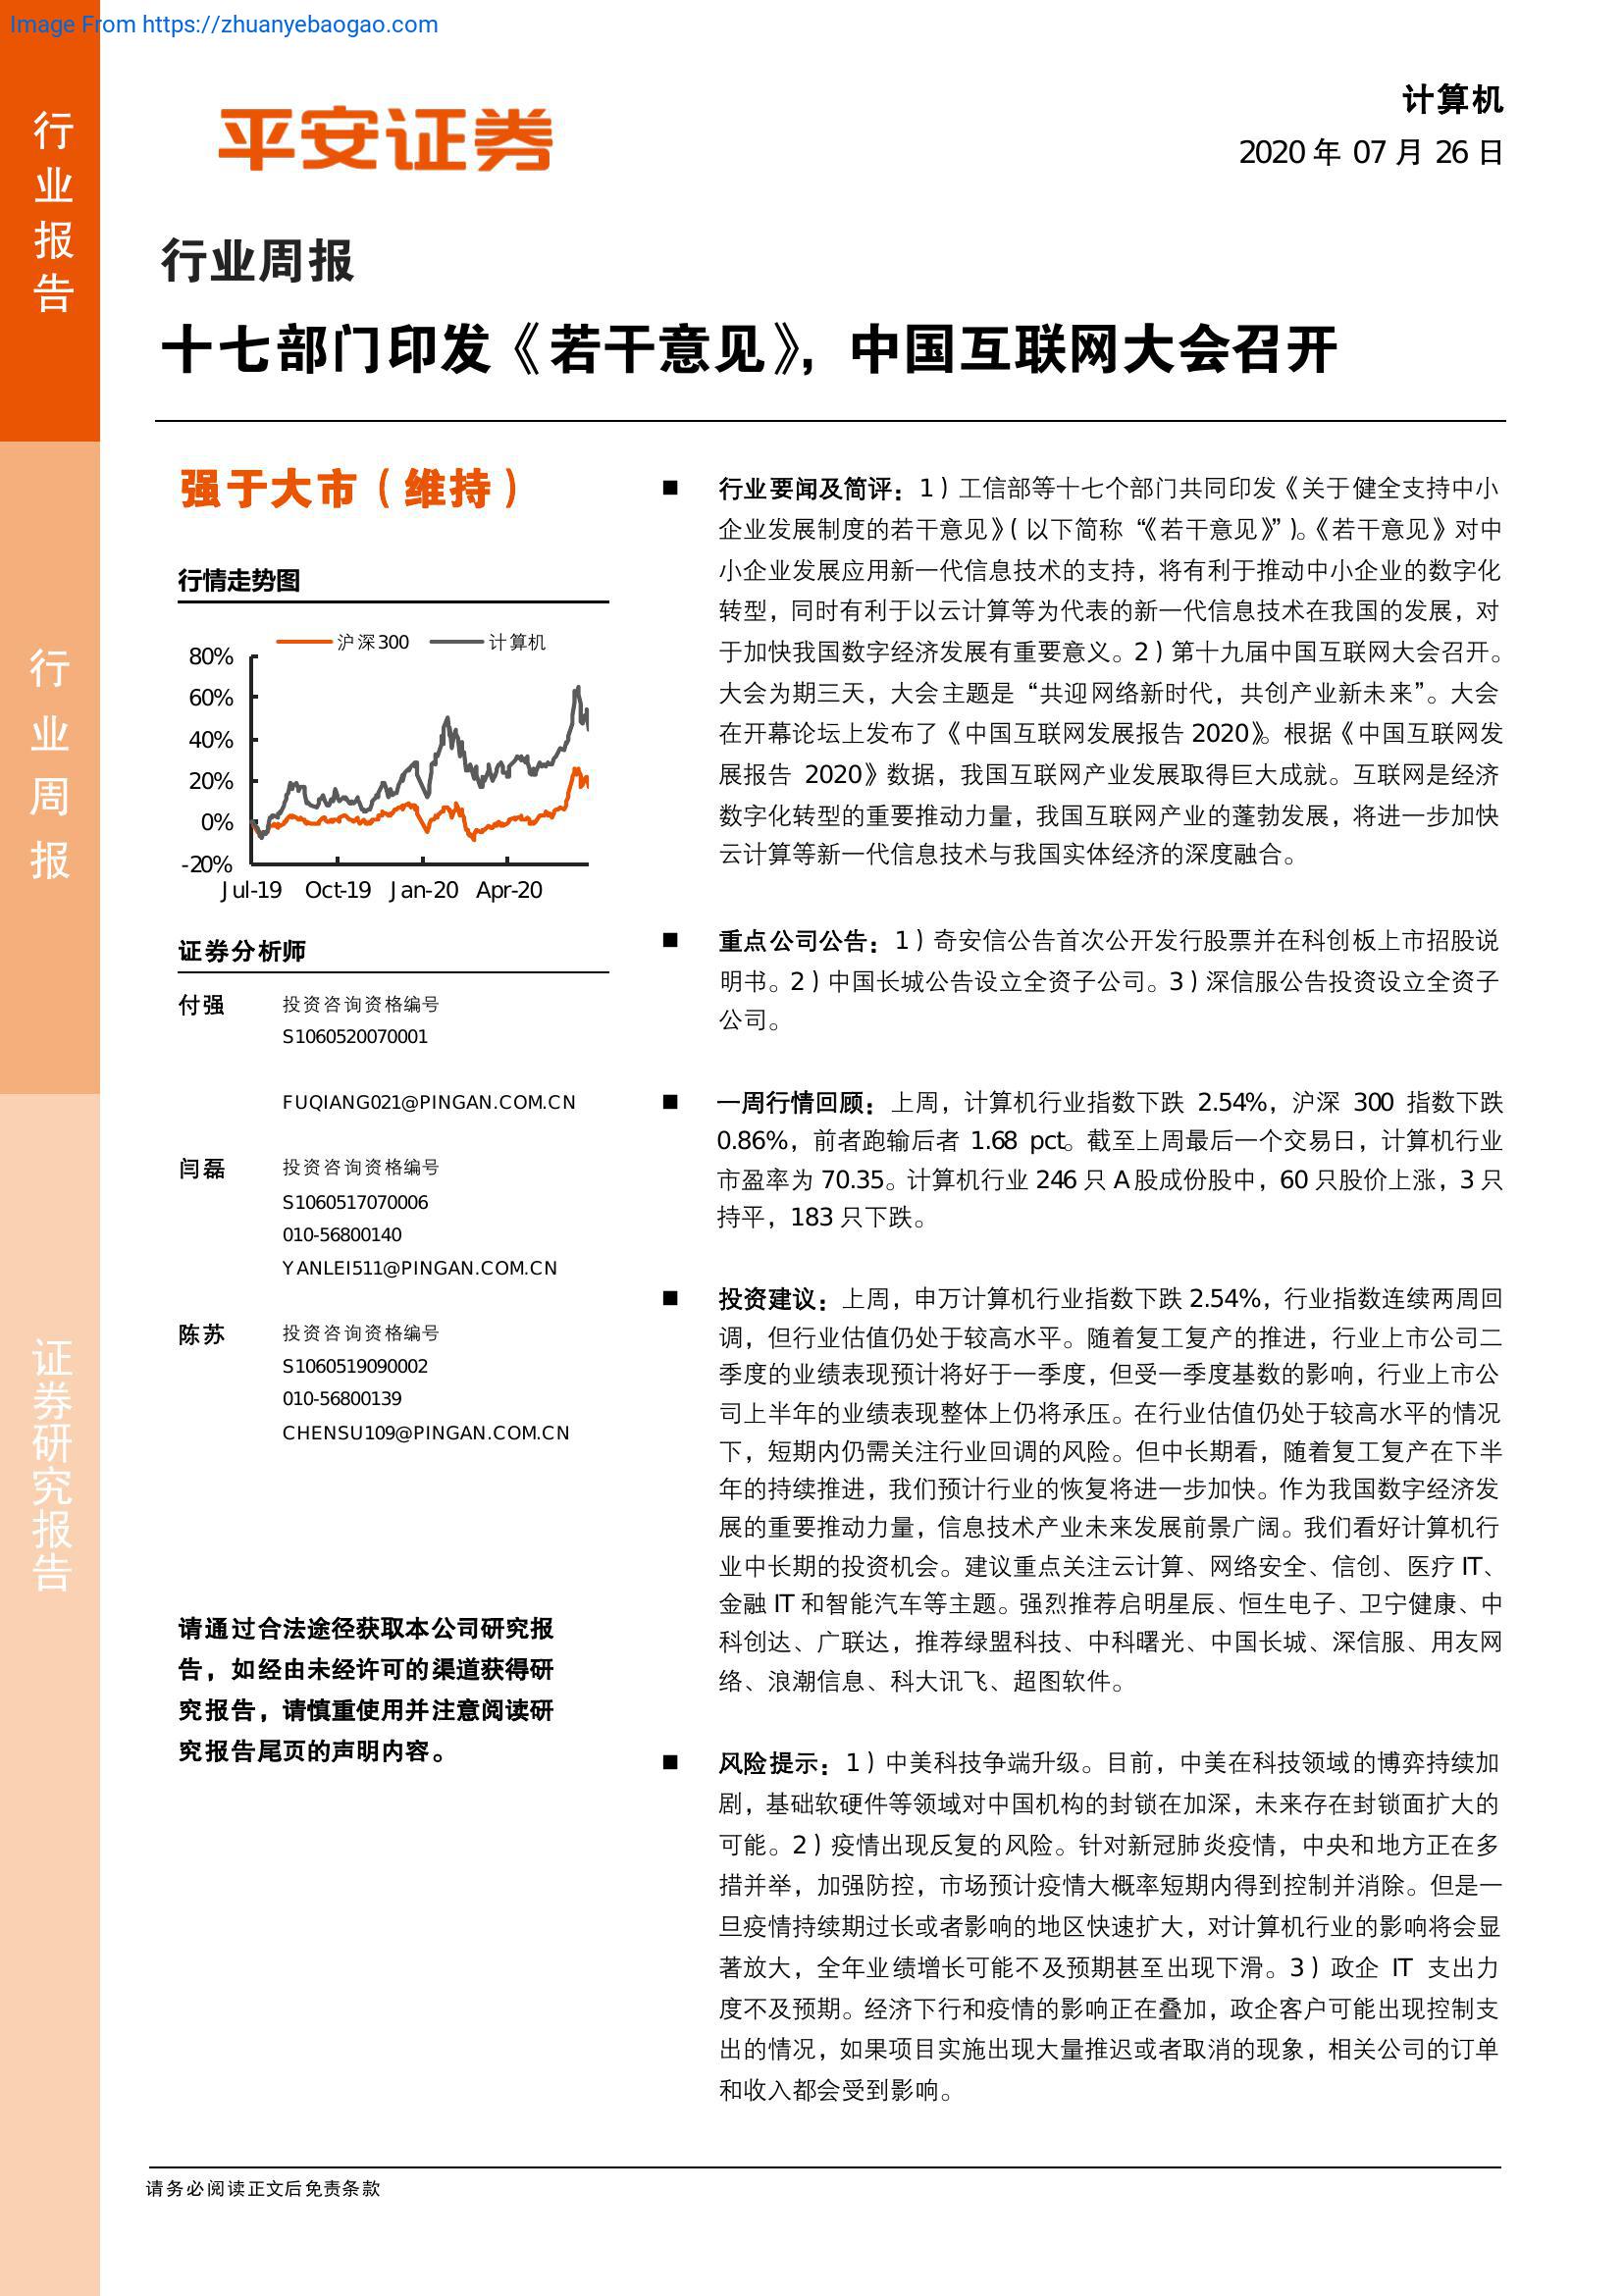 Image From https://zhuanyebaogao.com
行业报告
行业周报
证券研究报告
平安证券
计算机
2020 年 07 月 26 日
行业周报
十七部门印发《若干意见》，中国互联网大会召开
强于大市（维持）
行情走势图
沪深300 计算机
80%
60%
40%
20%
0%
-20%
Jul-19 Oct-19 Jan-20 Apr-20
证券分析师
付强 投资咨询资格编号
S1060520070001
FUQIANG021@PINGAN.COM.CN
闫磊 投资咨询资格编号
S1060517070006
010-56800140
YANLEI511@PINGAN.COM.CN
陈苏 投资咨询资格编号
S1060519090002
010-56800139
CHENSU109@PINGAN.COM.CN
请通过合法途径获取本公司研究报
告，如经由未经许可的渠道获得研
究报告，请慎重使用并注意阅读研
究报告尾页的声明内容。
■ 行业要闻及简评：1）工信部等十七个部门共同印发《关于健全支持中小
企业发展制度的若干意见》（以下简称“《若干意见》”）。《若干意见》对中
小企业发展应用新一代信息技术的支持，将有利于推动中小企业的数字化
转型，同时有利于以云计算等为代表的新一代信息技术在我国的发展，对
于加快我国数字经济发展有重要意义。2）第十九届中国互联网大会召开。
大会为期三天，大会主题是“共迎网络新时代，共创产业新未来”。大会
在开幕论坛上发布了《中国互联网发展报告 2020》。根据《中国互联网发
展报告 2020》数据，我国互联网产业发展取得巨大成就。互联网是经济
数字化转型的重要推动力量，我国互联网产业的蓬勃发展，将进一步加快
云计算等新一代信息技术与我国实体经济的深度融合。
■ 重点公司公告：1）奇安信公告首次公开发行股票并在科创板上市招股说
明书。2）中国长城公告设立全资子公司。3）深信服公告投资设立全资子
公司。
■ 一周行情回顾：上周，计算机行业指数下跌 2.54%，沪深 300 指数下跌
0.86%，前者跑输后者 1.68 pct。截至上周最后一个交易日，计算机行业
市盈率为 70.35。计算机行业 246 只 A 股成份股中，60 只股价上涨，3 只
持平，183 只下跌。
■ 投资建议：上周，申万计算机行业指数下跌 2.54%，行业指数连续两周回
调，但行业估值仍处于较高水平。随着复工复产的推进，行业上市公司二
季度的业绩表现预计将好于一季度，但受一季度基数的影响，行业上市公
司上半年的业绩表现整体上仍将承压。在行业估值仍处于较高水平的情况
下，短期内仍需关注行业回调的风险。但中长期看，随着复工复产在下半
年的持续推进，我们预计行业的恢复将进一步加快。作为我国数字经济发
展的重要推动力量，信息技术产业未来发展前景广阔。我们看好计算机行
业中长期的投资机会。建议重点关注云计算、网络安全、信创、医疗 IT、
金融 IT 和智能汽车等主题。强烈推荐启明星辰、恒生电子、卫宁健康、中
科创达、广联达，推荐绿盟科技、中科曙光、中国长城、深信服、用友网
络、浪潮信息、科大讯飞、超图软件。
■ 风险提示：1）中美科技争端升级。目前，中美在科技领域的博弈持续加
剧，基础软硬件等领域对中国机构的封锁在加深，未来存在封锁面扩大的
可能。2）疫情出现反复的风险。针对新冠肺炎疫情，中央和地方正在多
措并举，加强防控，市场预计疫情大概率短期内得到控制并消除。但是一
旦疫情持续期过长或者影响的地区快速扩大，对计算机行业的影响将会显
著放大，全年业绩增长可能不及预期甚至出现下滑。3）政企 IT 支出力
度不及预期。经济下行和疫情的影响正在叠加，政企客户可能出现控制支
出的情况，如果项目实施出现大量推迟或者取消的现象，相关公司的订单
和收入都会受到影响。
请务必阅读正文后免责条款